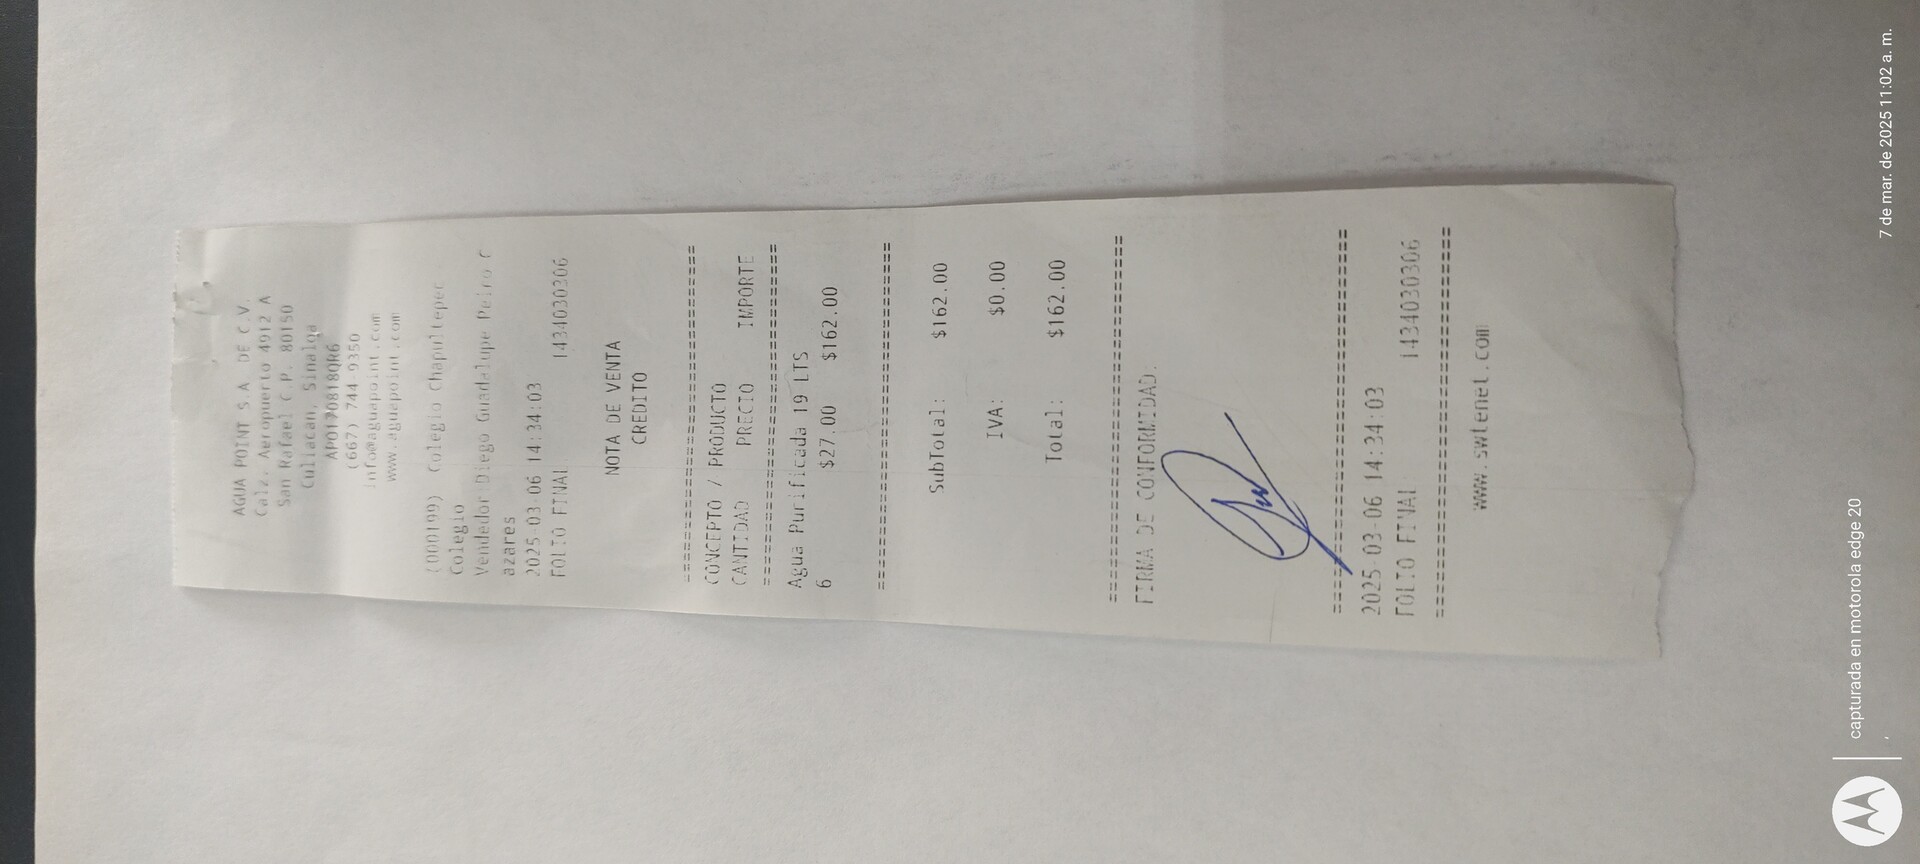 AGUA POINT S.A. DE C.V.
Calz. Aeropuerto 4912 A
San Rafael C.P. 80150
Culiacan, Sinaloa
APO170818QR6
(667) 744 9350
info@aguapoint.com
www.aguapoint.com
(000199) Colegio Chapultepec
Colegio
Vendedor Diego Guadalupe Peiro C
azares
2025-03-06 14:34:03
FOLIO FINAL 1434030306
NOTA DE VENTA
CREDITO
================================
CONCEPTO / PRODUCTO
CANTIDAD PRECIO IMPORTE
================================
Agua Purificada 19 LTS
6 $27.00 $162.00
================================
SubTotal: $162.00
IVA: $0.00
Total: $162.00
================================
FIRMA DE CONFORMIDAD.
================================
2025-03-06 14:34:03
FOLIO FINAL 1434030306
================================
www.swtenet.com
capturada en motorola edge 20
7 de mar. de 2025 11:02 a. m.